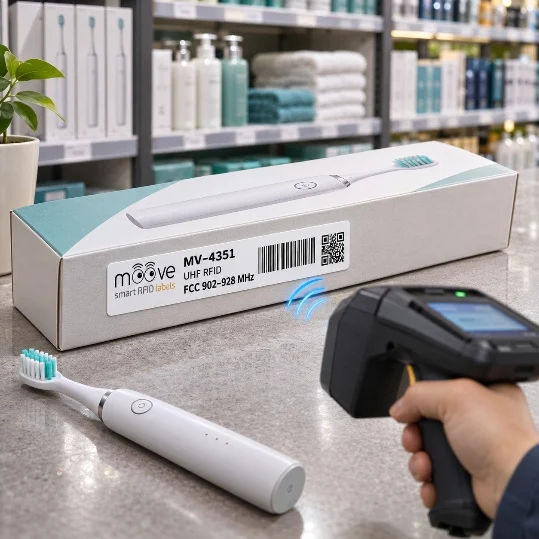 moove
smart RFID labels
MV-4351
UHF RFID
FCC 902-928 MHz